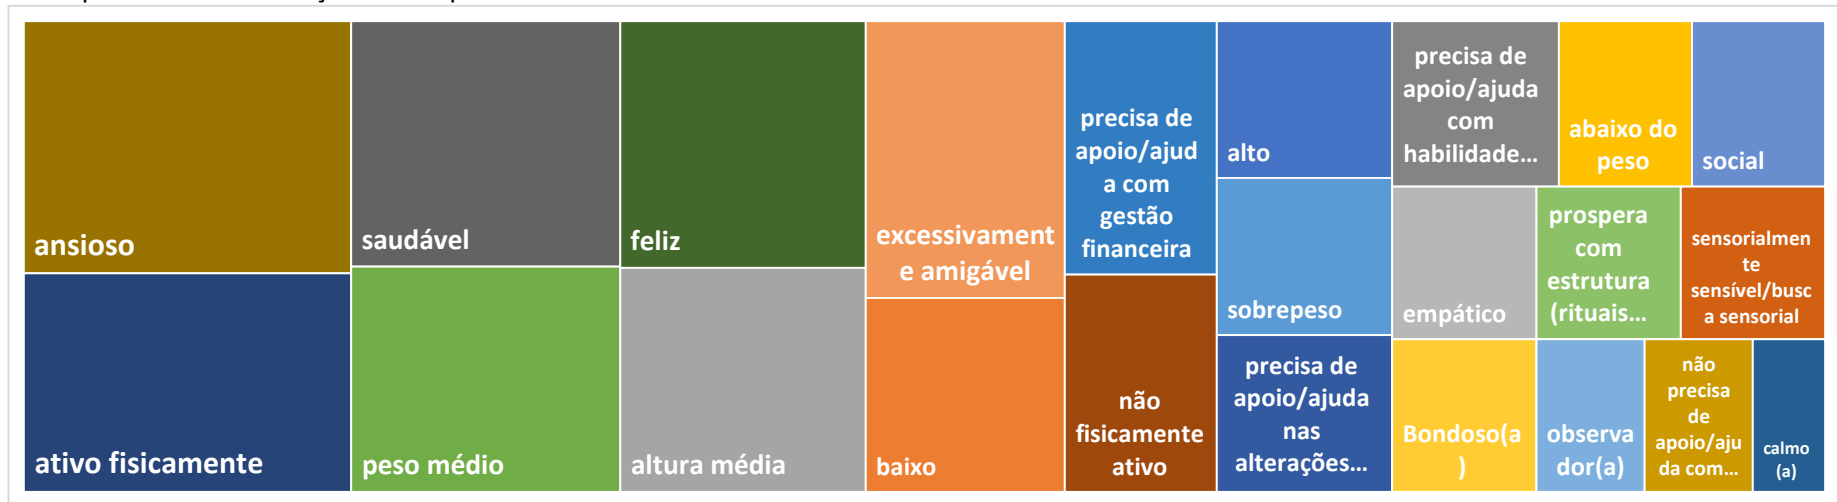 ansioso
ativo fisicamente
saudável
peso médio
feliz
altura média
excessivament
e amigável
baixo
precisa de
apoio/ajud
a com
gestão
financeira
não
fisicamente
ativo
alto
sobrepeso
precisa de
apoio/ajuda
nas
alterações...
precisa de
apoio/ajuda
com
habilidade...
abaixo do
peso
social
empático
prospera
com
estrutura
(rituais...
sensorialmen
te
sensível/busc
a sensorial
Bondoso(a
)
observa
dor(a)
não
precisa
de
apoio/aju
da com...
calmo
(a)